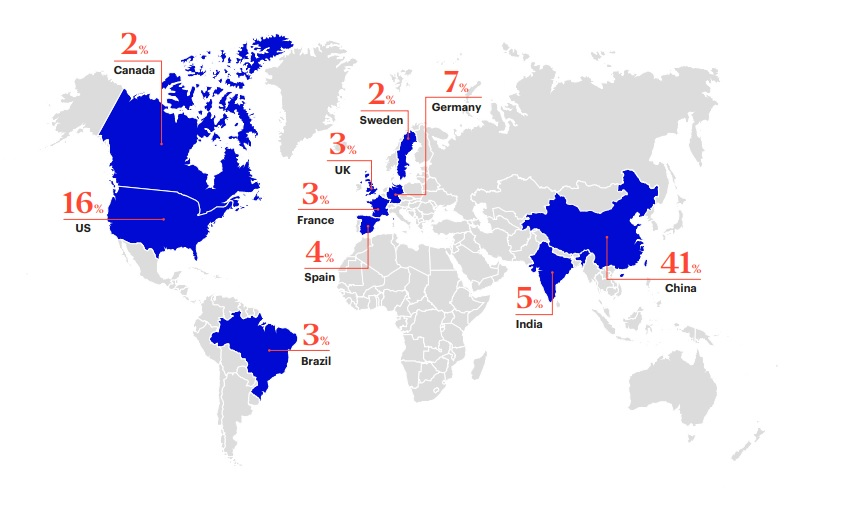 2%
Canada
16%
US
3%
Brazil
2%
Sweden
7%
Germany
3%
UK
3%
France
4%
Spain
5%
India
41%
China